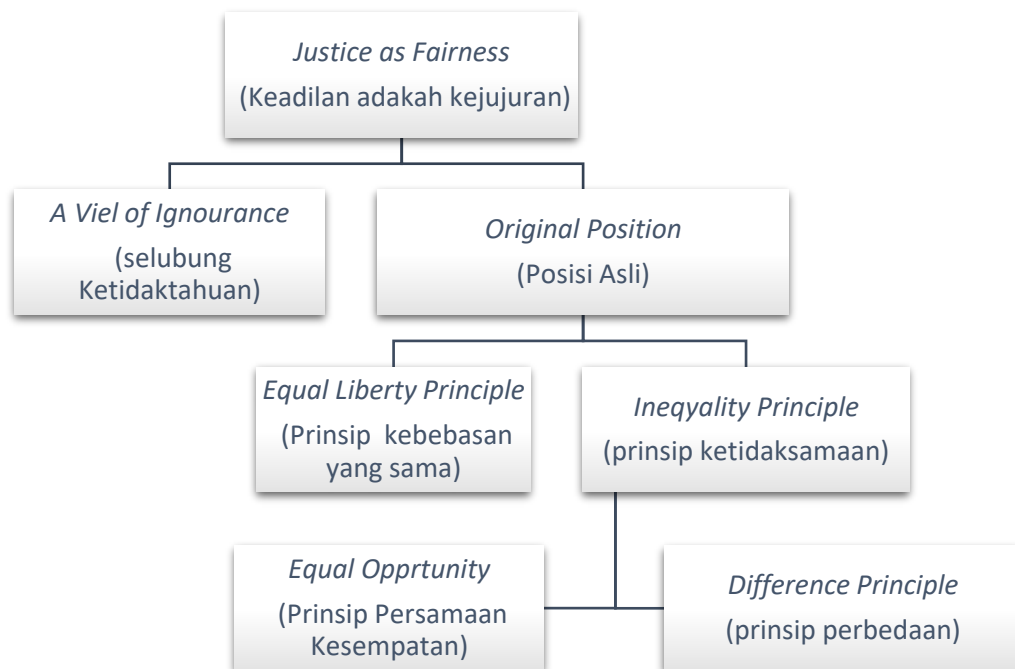 Justice as Fairness
(Keadilan adakah kejujuran)
A Viel of Ignourance
(selubung
Ketidaktahuan)
Original Position
(Posisi Asli)
Equal Liberty Principle
(Prinsip kebebasan
yang sama)
Ineqyality Principle
(prinsip ketidaksamaan)
Equal Opprtunity
(Prinsip Persamaan
Kesempatan)
Difference Principle
(prinsip perbedaan)